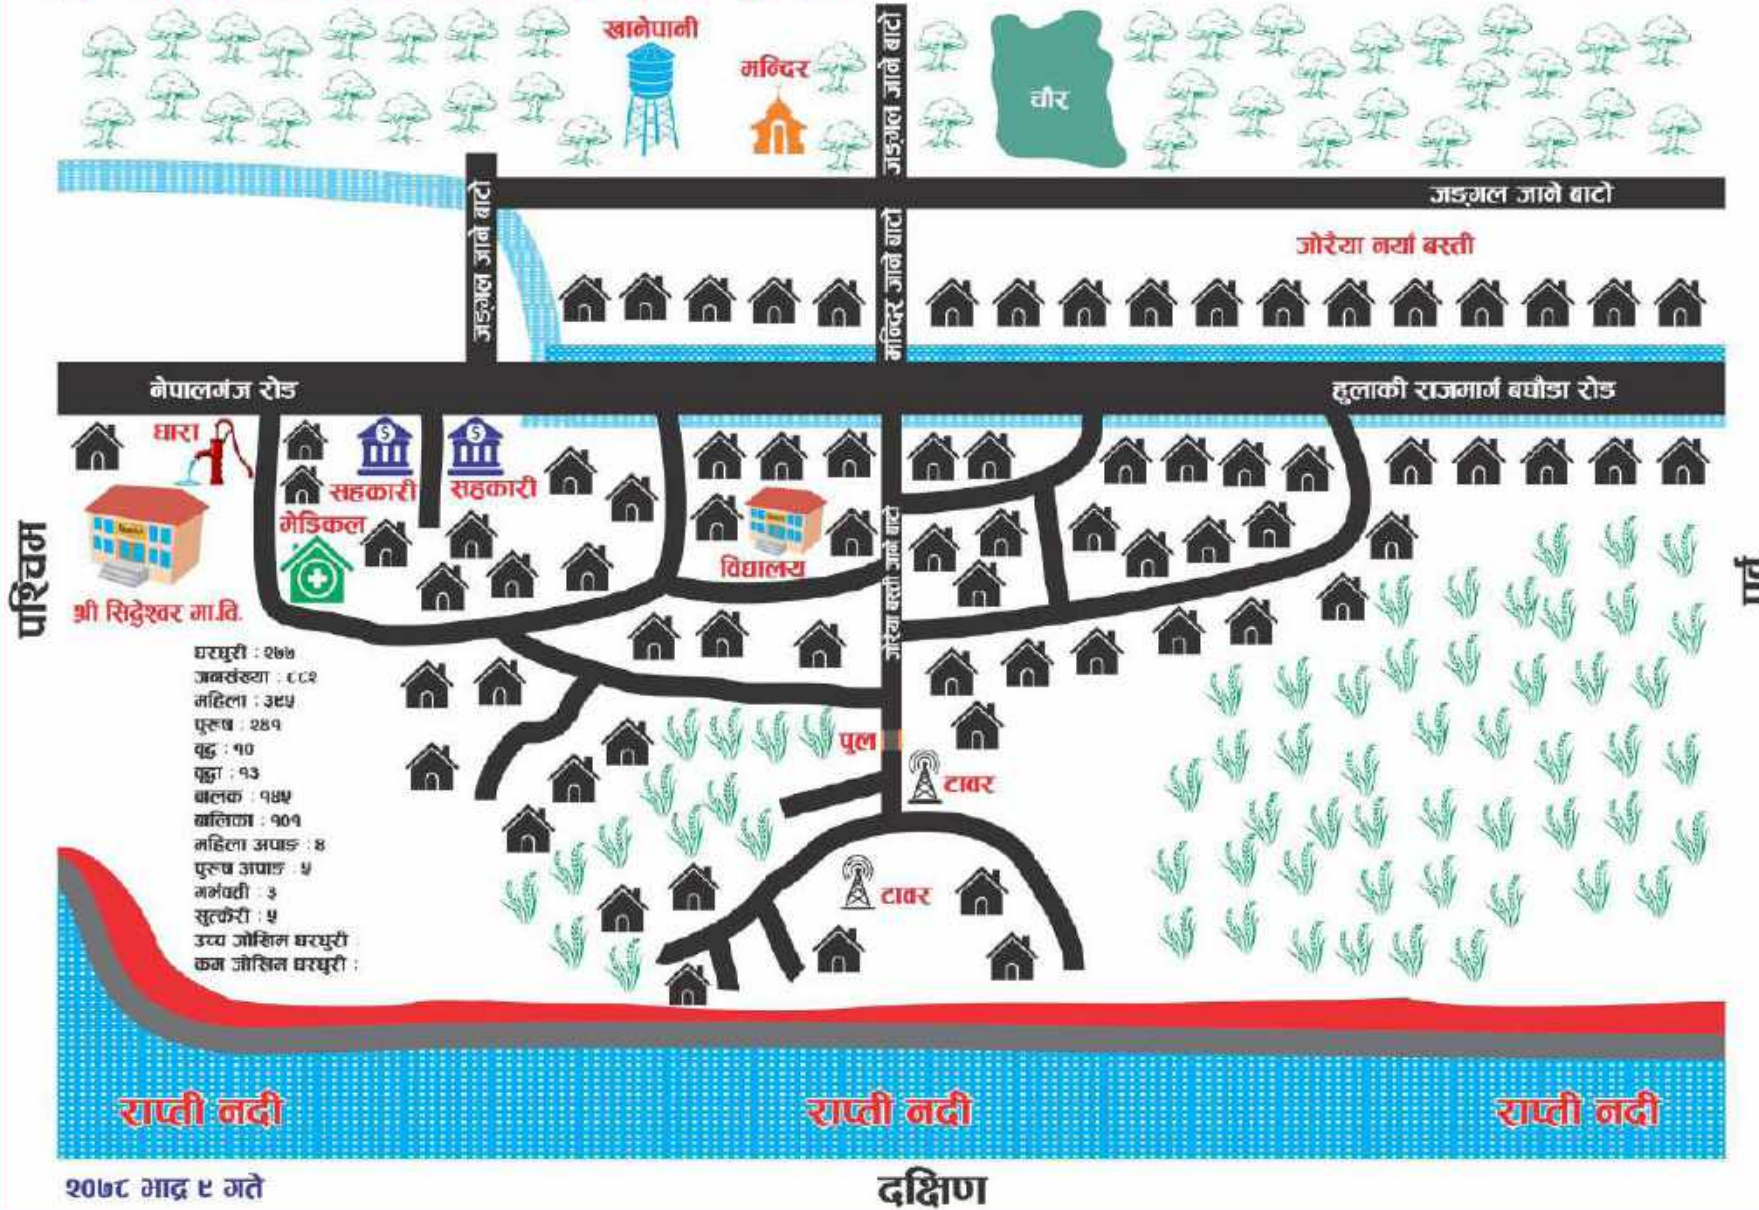 खानेपानी
मन्दिर
जङ्गल जाने बाटो
चौर
जङ्गल जाने बाटो
जङ्गल जाने बाटो
मन्दिर जाने बाटो
जोरैया नयाँ बस्ती
नेपालगंज रोड
हुलाकी राजमार्ग बघौडा रोड
धारा
सहकारी
सहकारी
मेडिकल
विद्यालय
जोरैया बस्ती जाने बाटो
पश्चिम
श्री सिद्धेश्वर मा.वि.
घरधुरी : २७७
जनसंख्या : ८८२
महिला : ३९५
पुरूष : २४१
वृद्ध : १०
वृद्धा : १३
बालक : १४५
बालिका : १०१
महिला अपाङ : ४
पुरूष अपाङ : ५
गर्भवती : ३
सुत्केरी : ५
उच्च जोखिम घरधुरी :
कम जोखिम घरधुरी :
पुल
टावर
टावर
राप्ती नदी
राप्ती नदी
राप्ती नदी
२०७८ भाद्र ९ गते
दक्षिण